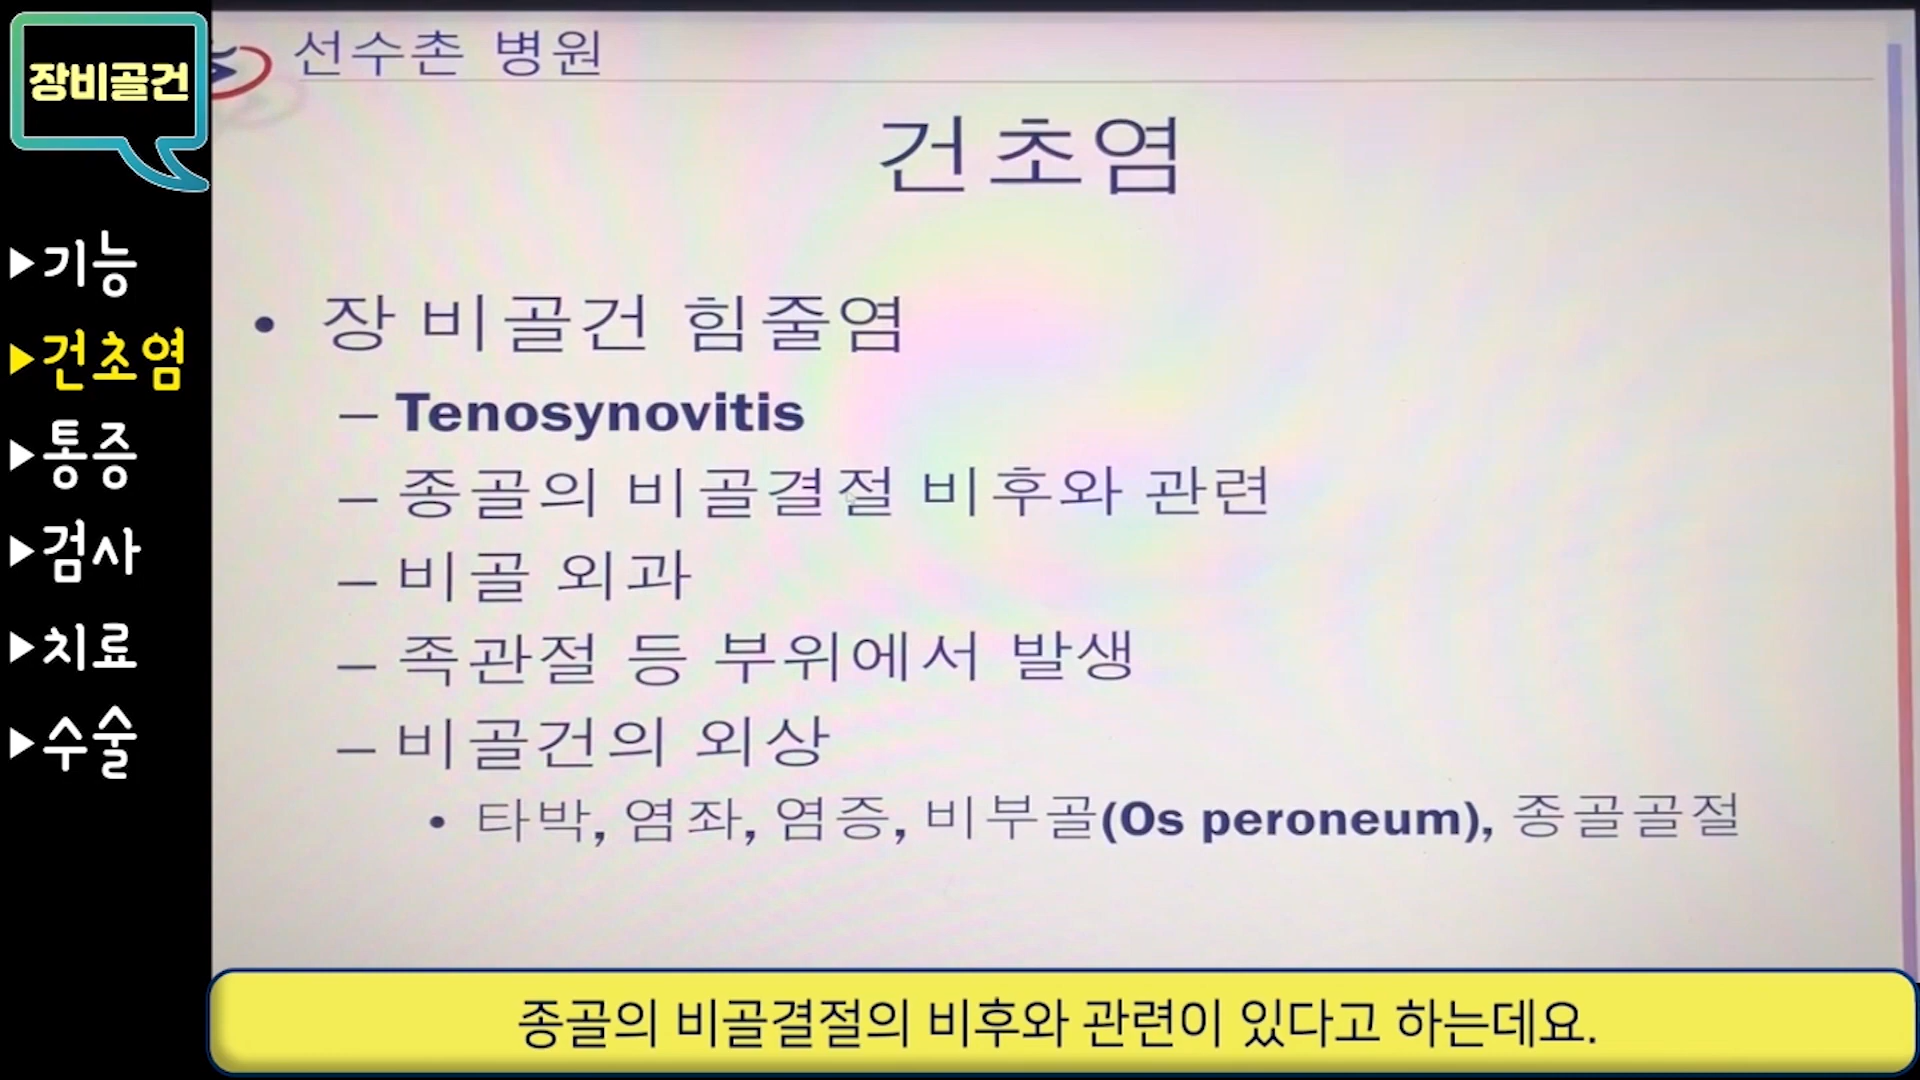 장비골건
▶기능
▶건초염
▶통증
▶검사
▶치료
▶수술
선수촌 병원
건초염
• 장 비골건 힘줄염
– Tenosynovitis
– 종골의 비골결절 비후와 관련
– 비골 외과
– 족관절 등 부위에서 발생
– 비골건의 외상
• 타박, 염좌, 염증, 비부골(Os peroneum), 종골골절
종골의 비골결절의 비후와 관련이 있다고 하는데요.